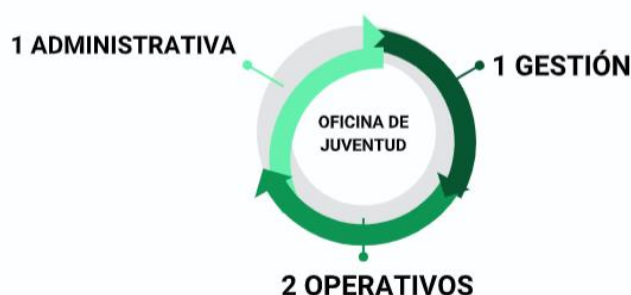 1 ADMINISTRATIVA
1 GESTIÓN
OFICINA DE
JUVENTUD
2 OPERATIVOS